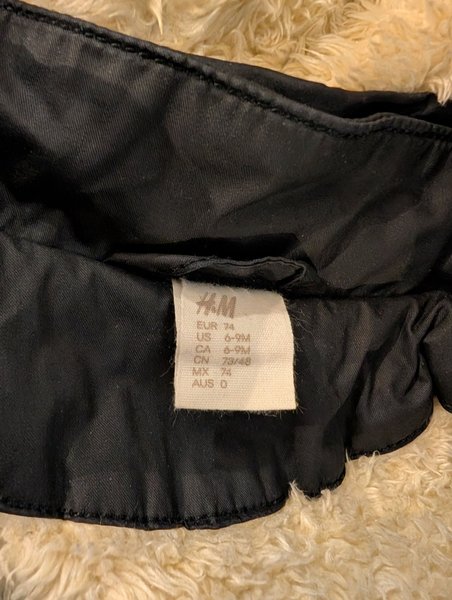 H&M
EUR 74
US 6-9M
CA 6-9M
CN 73/48
MX 74
AUS 0